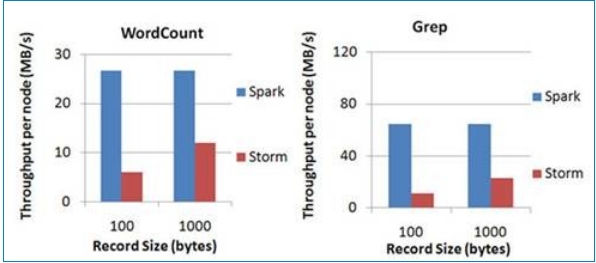 WordCount
Throughput per node (MB/s)
30
20
10
0
100 1000
Record Size (bytes)
Spark
Storm
Grep
Throughput per node (MB/s)
120
80
40
0
100 1000
Record Size (bytes)
Spark
Storm